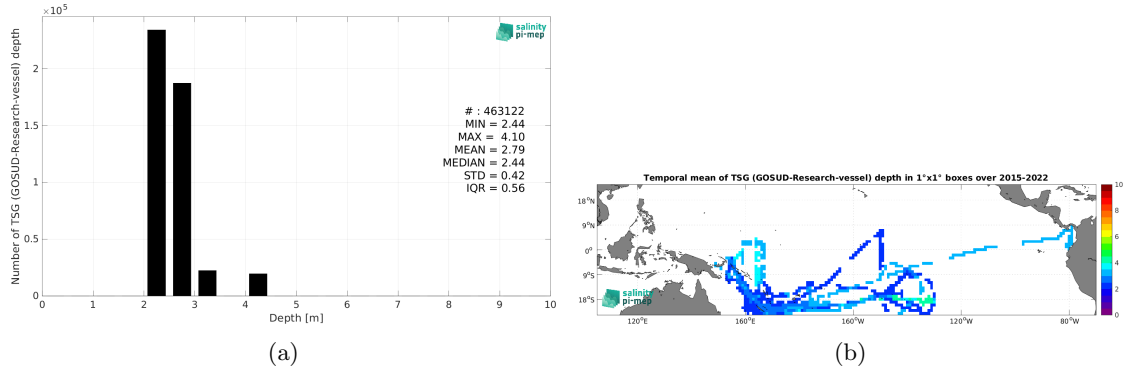 ×10⁵
2
1.5
1
0.5
0
Number of TSG (GOSUD-Research-vessel) depth
0 1 2 3 4 5 6 7 8 9 10
Depth [m]
salinity
pi-mep
# : 463122
MIN = 2.44
MAX = 4.10
MEAN = 2.79
MEDIAN = 2.44
STD = 0.42
IQR = 0.56
(a)
Temporal mean of TSG (GOSUD-Research-vessel) depth in 1°x1° boxes over 2015-2022
18°N
9°N
0°
9°S
18°S
120°E 160°E 160°W 120°W 80°W
salinity
pi-mep
10
8
6
4
2
0
(b)